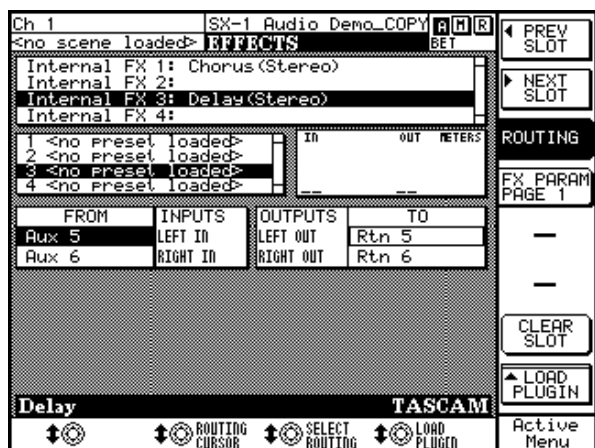 Ch 1 SX-1 Audio Demo_COPY A M R
<no scene loaded> EFFECTS BET
Internal FX 1: Chorus(Stereo)
Internal FX 2:
Internal FX 3: Delay(Stereo)
Internal FX 4:
1 <no preset loaded>
2 <no preset loaded>
3 <no preset loaded>
4 <no preset loaded>
In OUT METERS
FROM INPUTS OUTPUTS TO
Aux 5 LEFT In LEFT OUT Rtn 5
Aux 6 RIGHT In RIGHT OUT Rtn 6
Delay TASCAM
ROUTING CURSOR
SELECT ROUTING
LOAD PLUGIN
PREV
SLOT
NEXT
SLOT
ROUTING
FX PARAM
PAGE 1
CLEAR
SLOT
LOAD
PLUGIN
Active
Menu